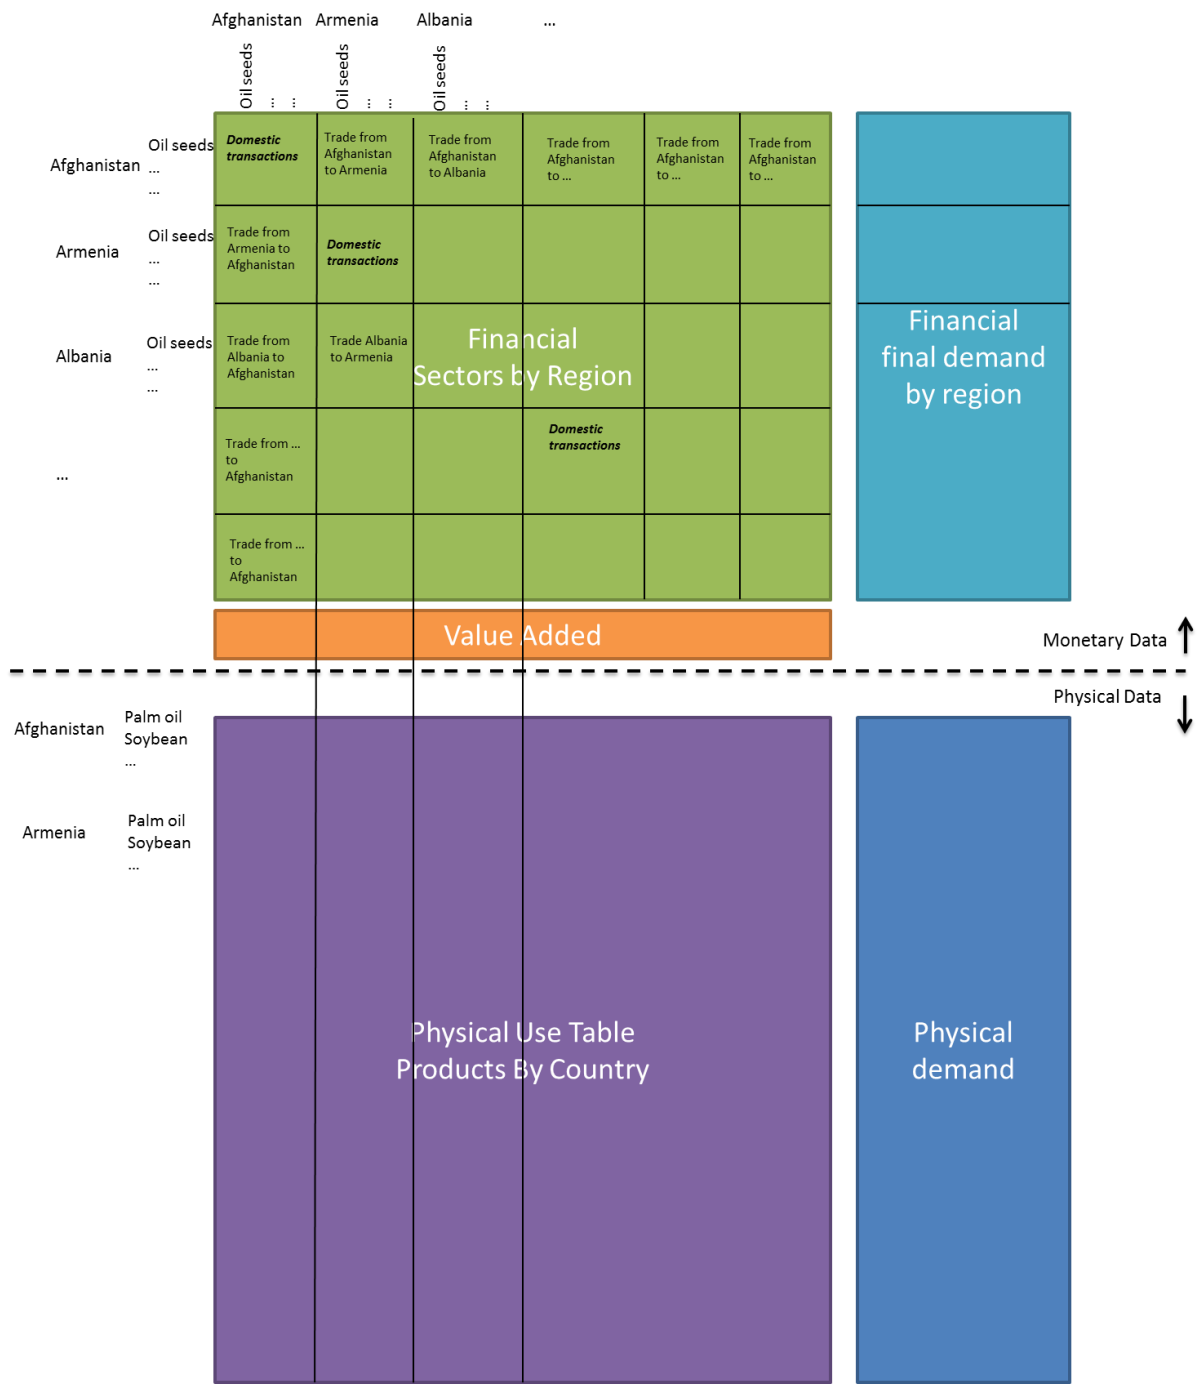 Afghanistan Armenia Albania ...
Oil seeds
...
...
Oil seeds
...
...
Oil seeds
...
...
Afghanistan
Oil seeds
...
...
Domestic
transactions
Trade from
Afghanistan
to Armenia
Trade from
Afghanistan
to Albania
Trade from
Afghanistan
to ...
Trade from
Afghanistan
to ...
Trade from
Afghanistan
to ...
Armenia
Oil seeds
...
...
Trade from
Armenia to
Afghanistan
Domestic
transactions
Albania
Oil seeds
...
...
Trade from
Albania to
Afghanistan
Trade Albania
to Armenia
Financial
Sectors by Region
Financial
final demand
by region
...
Trade from ...
to
Afghanistan
Domestic
transactions
Trade from ...
to
Afghanistan
Value Added
Monetary Data
Physical Data
Afghanistan
Palm oil
Soybean
...
Armenia
Palm oil
Soybean
...
Physical Use Table
Products By Country
Physical
demand